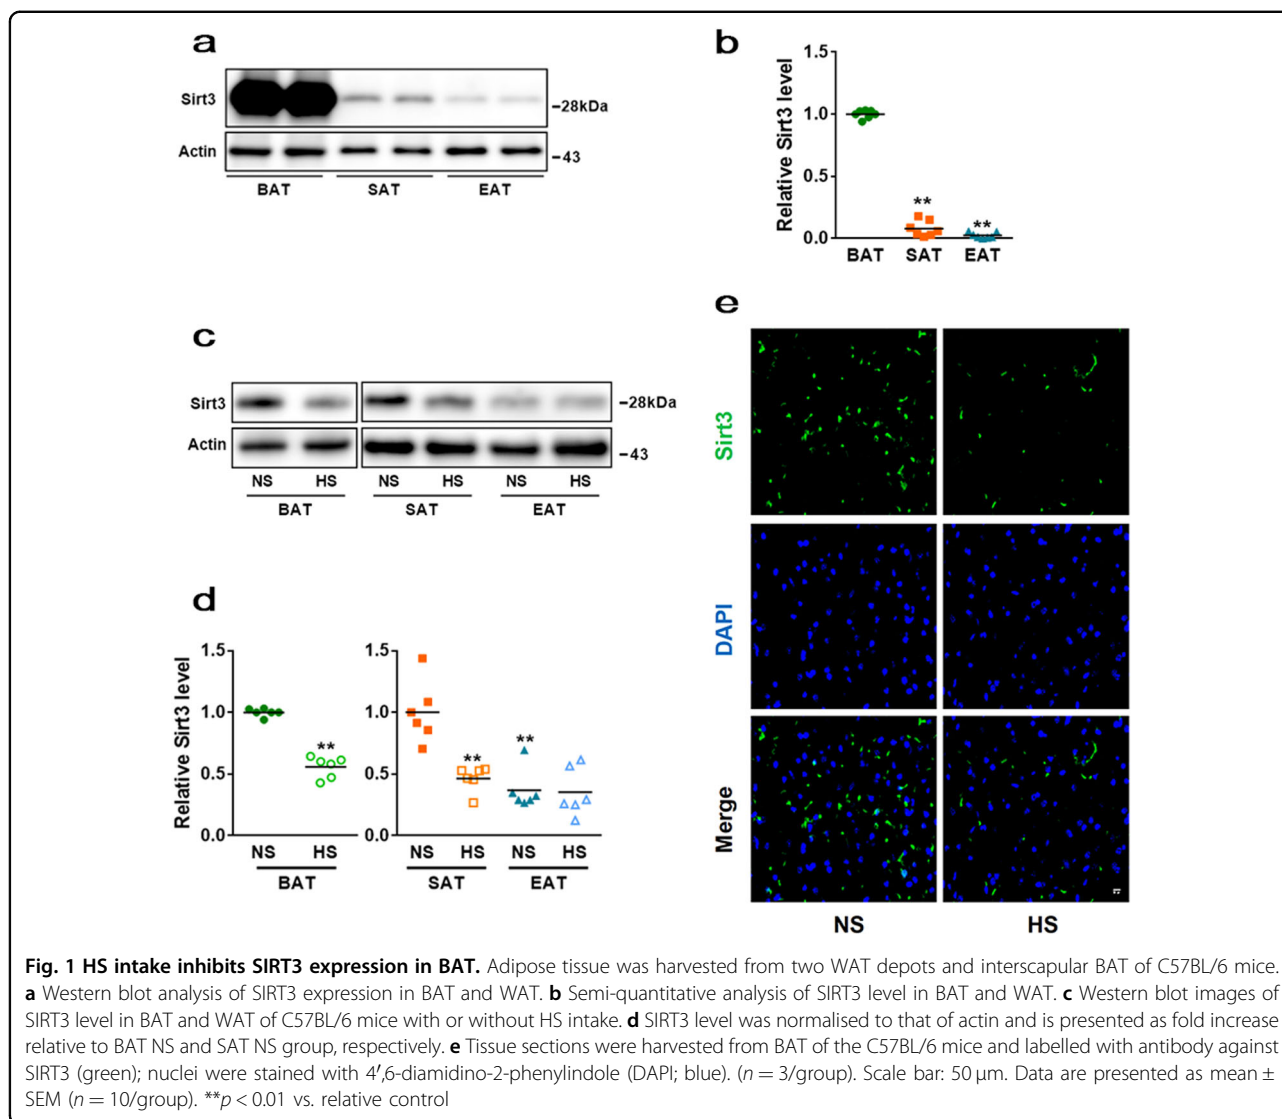 a
Sirt3
–28kDa
Actin
–43
BAT SAT EAT
b
Relative Sirt3 level
1.5
1.0
0.5
0.0
**
**
BAT SAT EAT
c
Sirt3
–28kDa
Actin
–43
NS HS NS HS NS HS
BAT SAT EAT
d
Relative Sirt3 level
1.5
1.0
0.5
0.0
**
NS HS
BAT
1.5
1.0
0.5
0.0
**
**
NS HS NS HS
SAT EAT
e
Sirt3
DAPI
Merge
NS HS
Fig. 1 HS intake inhibits SIRT3 expression in BAT. Adipose tissue was harvested from two WAT depots and interscapular BAT of C57BL/6 mice.
a Western blot analysis of SIRT3 expression in BAT and WAT. b Semi-quantitative analysis of SIRT3 level in BAT and WAT. c Western blot images of
SIRT3 level in BAT and WAT of C57BL/6 mice with or without HS intake. d SIRT3 level was normalised to that of actin and is presented as fold increase
relative to BAT NS and SAT NS group, respectively. e Tissue sections were harvested from BAT of the C57BL/6 mice and labelled with antibody against
SIRT3 (green); nuclei were stained with 4′,6-diamidino-2-phenylindole (DAPI; blue). (n = 3/group). Scale bar: 50 μm. Data are presented as mean ±
SEM (n = 10/group). **p < 0.01 vs. relative control